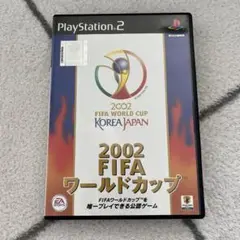 PlayStation 2
2002
FIFA WORLD CUP
KOREA JAPAN
2002
FIFA
ワールドカップ
FIFAワールドカップを
唯一プレイできる公認ゲーム